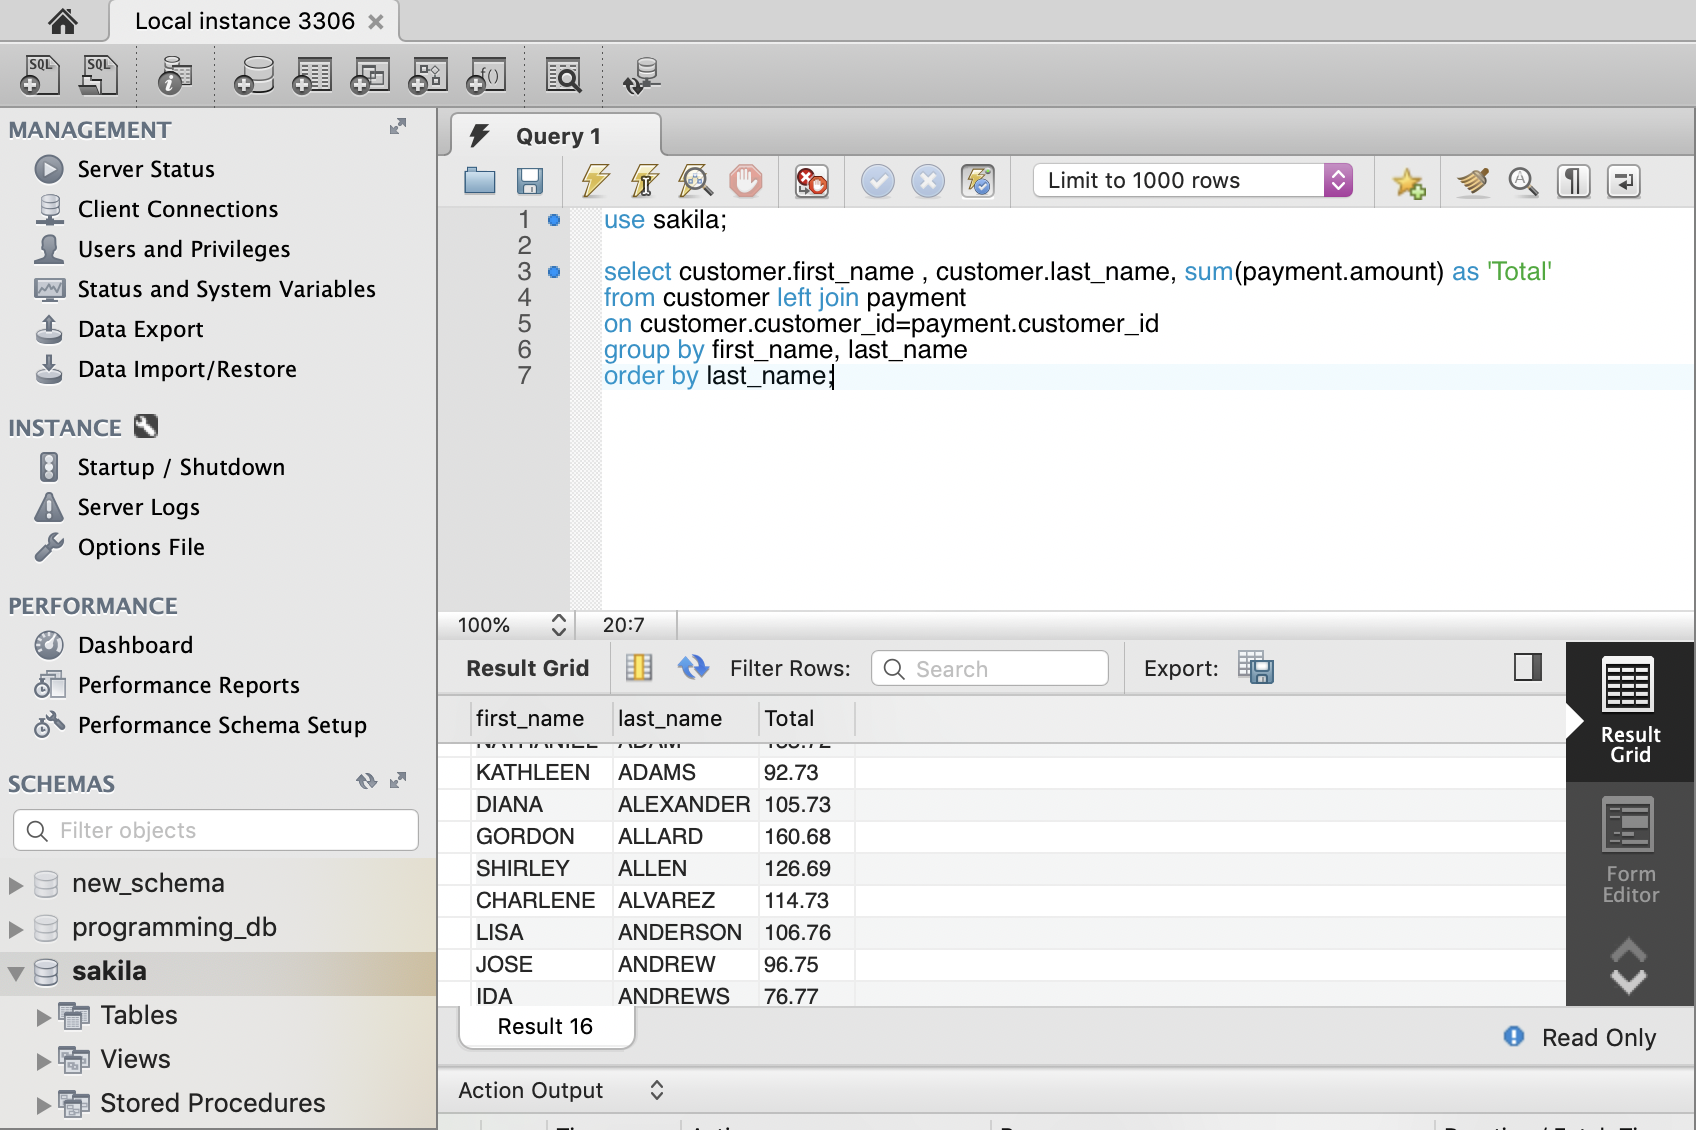 Local instance 3306
SQL
SQL
MANAGEMENT
Server Status
Client Connections
Users and Privileges
Status and System Variables
Data Export
Data Import/Restore
INSTANCE
Startup / Shutdown
Server Logs
Options File
PERFORMANCE
Dashboard
Performance Reports
Performance Schema Setup
SCHEMAS
Filter objects
new_schema
programming_db
sakila
Tables
Views
Stored Procedures
Query 1
Limit to 1000 rows
1 use sakila;
2
3 select customer.first_name , customer.last_name, sum(payment.amount) as 'Total'
4 from customer left join payment
5 on customer.customer_id=payment.customer_id
6 group by first_name, last_name
7 order by last_name;
100% 20:7
Result Grid Filter Rows: Search Export:
first_name last_name Total
KATHLEEN ADAMS 92.73
DIANA ALEXANDER 105.73
GORDON ALLARD 160.68
SHIRLEY ALLEN 126.69
CHARLENE ALVAREZ 114.73
LISA ANDERSON 106.76
JOSE ANDREW 96.75
IDA ANDREWS 76.77
Result Grid
Form Editor
Result 16
Read Only
Action Output